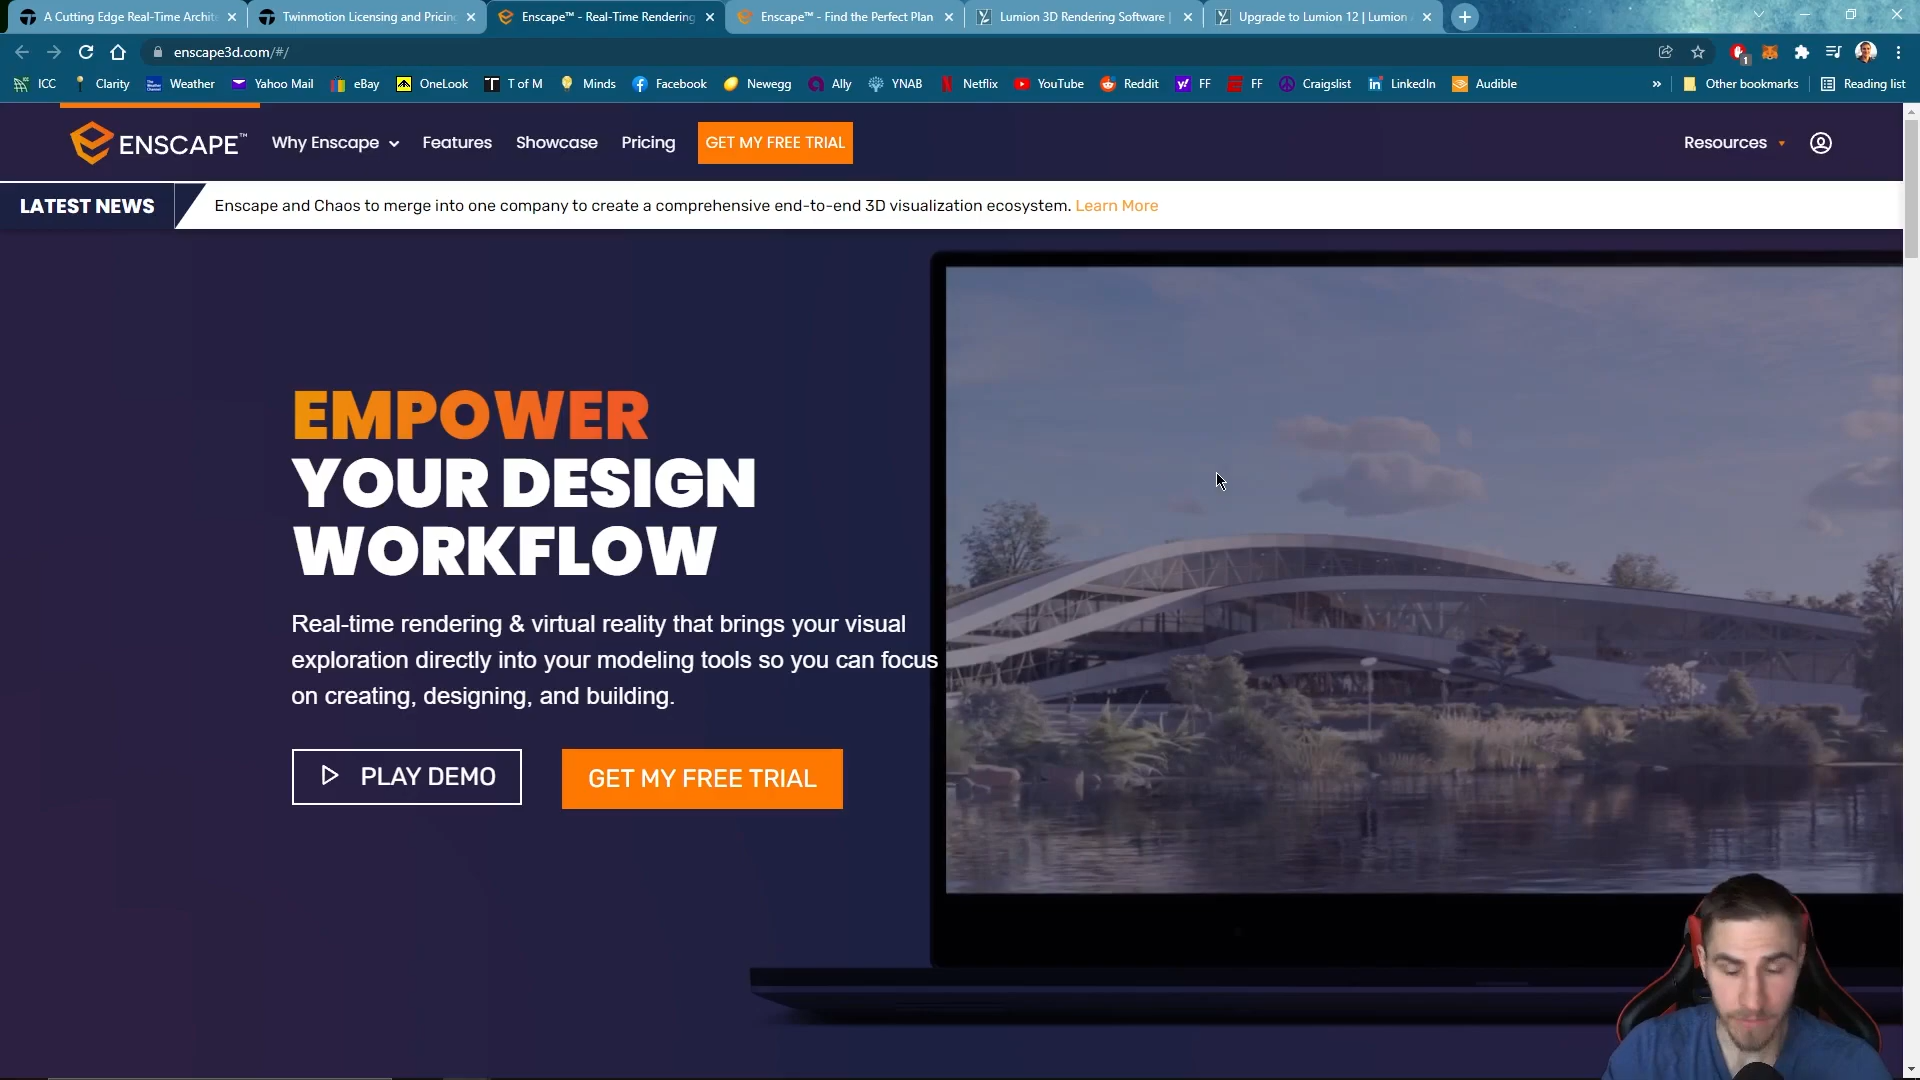 A Cutting Edge Real-Time Archite
Twinmotion Licensing and Pricing
Enscape™ - Real-Time Rendering
Enscape™ - Find the Perfect Plan
Lumion 3D Rendering Software |
Upgrade to Lumion 12 | Lumion
enscape3d.com/#/
1
ICC
Clarity
Weather
Yahoo Mail
eBay
OneLook
T of M
Minds
Facebook
Newegg
Ally
YNAB
Netflix
YouTube
Reddit
FF
FF
Craigslist
LinkedIn
Audible
»
Other bookmarks
Reading list
ENSCAPE™
Why Enscape
Features
Showcase
Pricing
GET MY FREE TRIAL
Resources
LATEST NEWS
Enscape and Chaos to merge into one company to create a comprehensive end-to-end 3D visualization ecosystem. Learn More
EMPOWER
YOUR DESIGN
WORKFLOW
Real-time rendering & virtual reality that brings your visual
exploration directly into your modeling tools so you can focus
on creating, designing, and building.
PLAY DEMO
GET MY FREE TRIAL